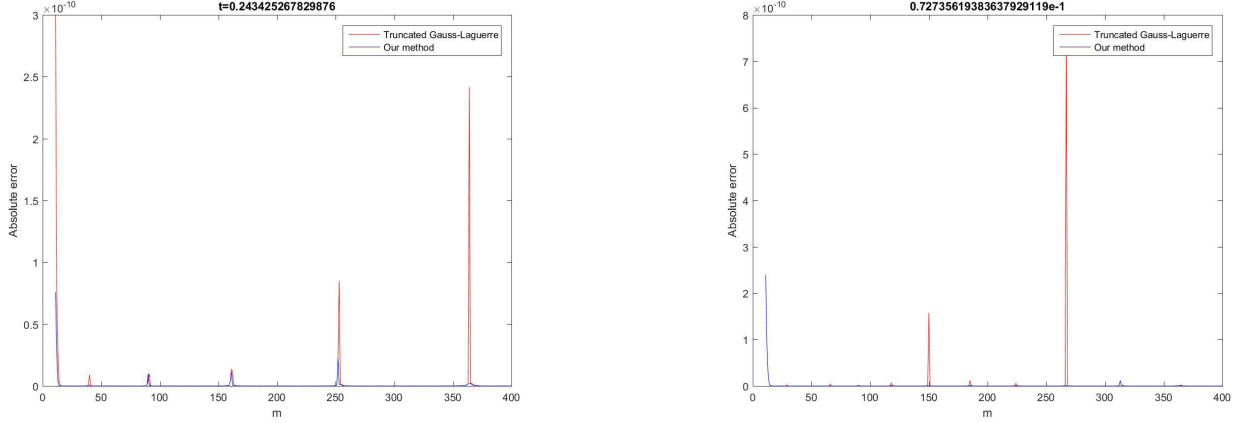 t=0.243425267829876
×10⁻¹⁰
3
2.5
2
1.5
1
0.5
0
Absolute error
0 50 100 150 200 250 300 350 400
m
Truncated Gauss-Laguerre
Our method
0.72735619383637929119e-1
×10⁻¹⁰
8
7
6
5
4
3
2
1
0
Absolute error
0 50 100 150 200 250 300 350 400
m
Truncated Gauss-Laguerre
Our method